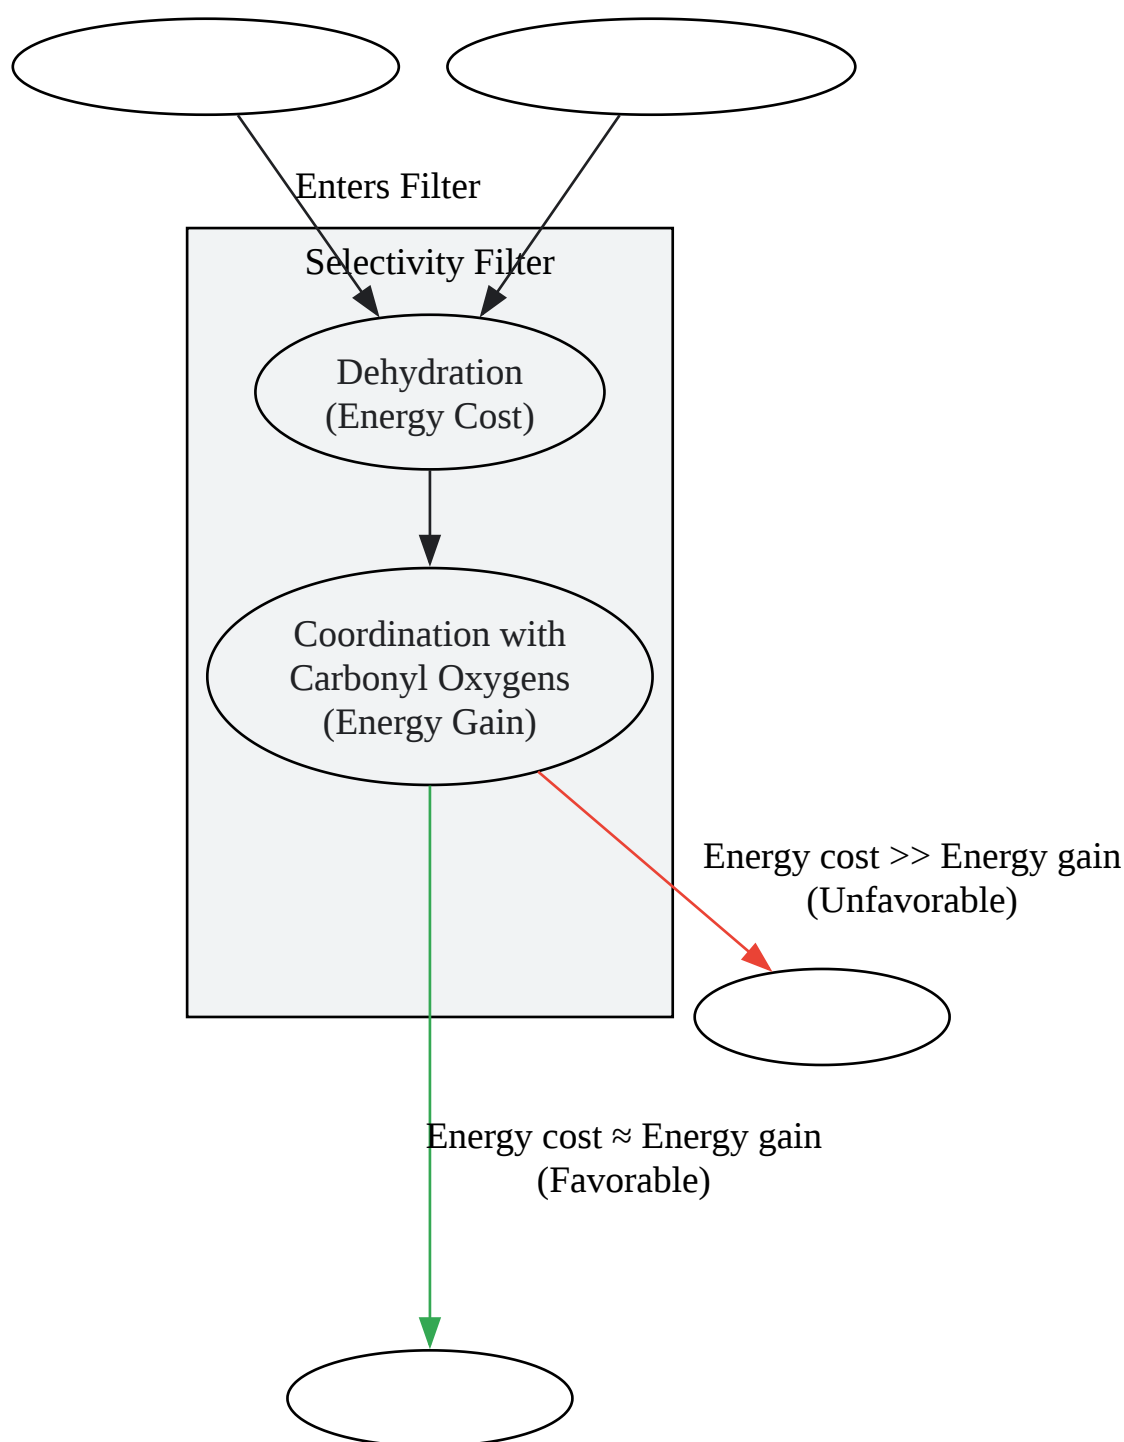 Enters Filter
Selectivity Filter
Dehydration
(Energy Cost)
Coordination with
Carbonyl Oxygens
(Energy Gain)
Energy cost >> Energy gain
(Unfavorable)
Energy cost ≈ Energy gain
(Favorable)